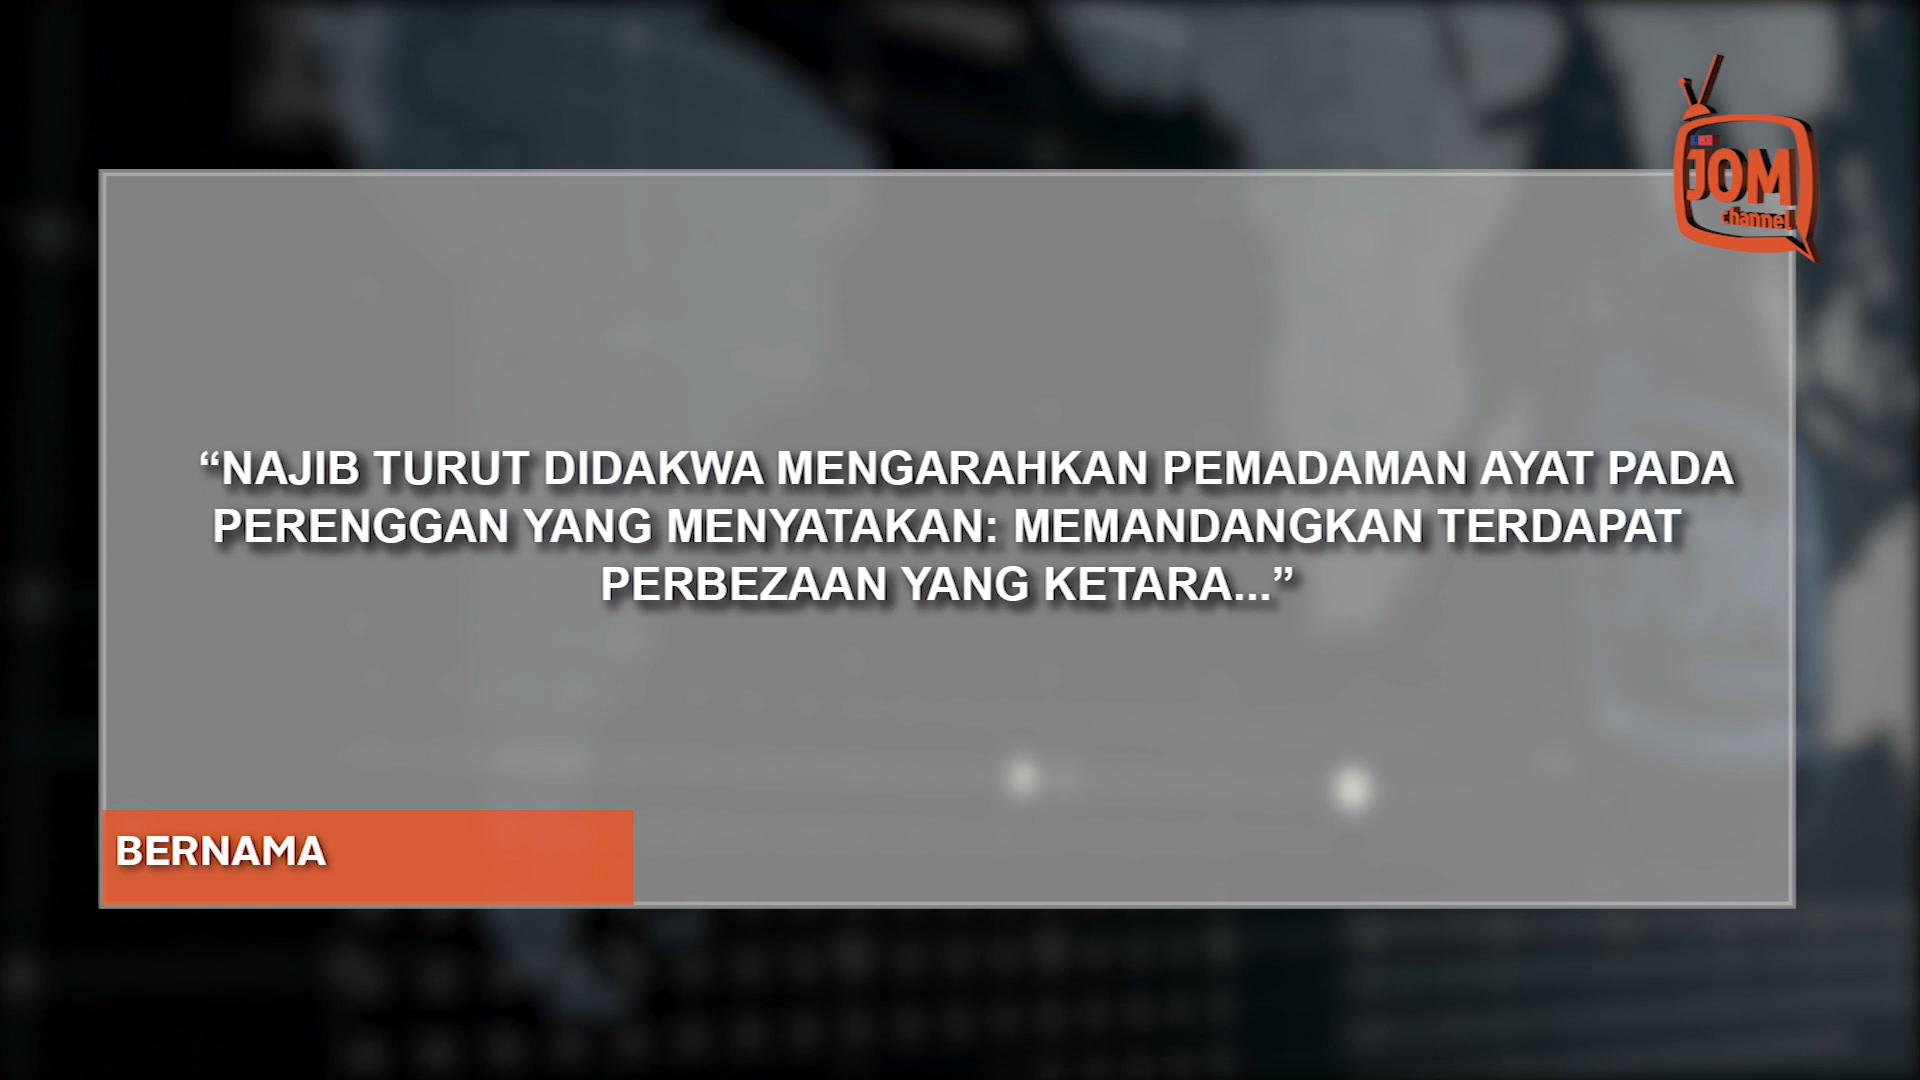 JOM
channel
“NAJIB TURUT DIDAKWA MENGARAHKAN PEMADAMAN AYAT PADA
PERENGGAN YANG MENYATAKAN: MEMANDANGKAN TERDAPAT
PERBEZAAN YANG KETARA...”
BERNAMA